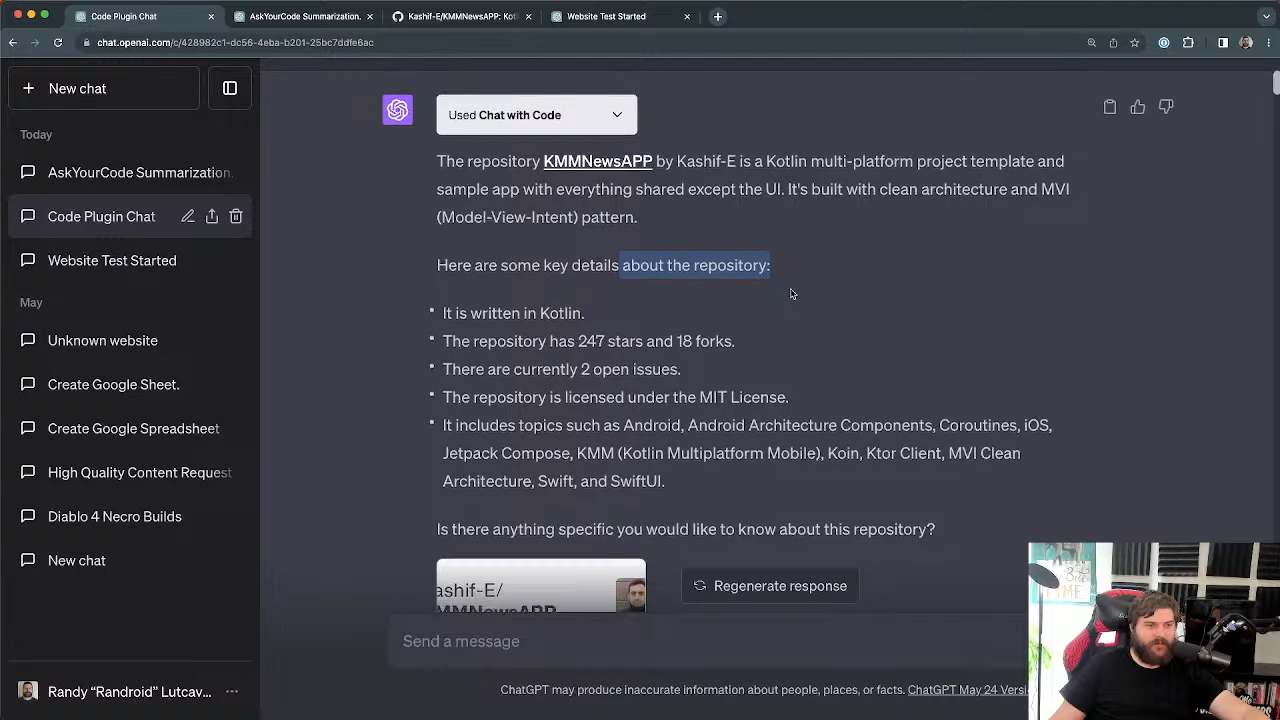 Code Plugin Chat
AskYourCode Summarization.
Kashif-E/KMMNewsAPP: Kot
Website Test Started
chat.openai.com/c/428982c1-dc56-4eba-b201-25bc7ddfe6ac
New chat
Today
AskYourCode Summarization.
Code Plugin Chat
Website Test Started
May
Unknown website
Create Google Sheet.
Create Google Spreadsheet
High Quality Content Request
Diablo 4 Necro Builds
New chat
Randy “Randroid” Lutcav...
Used Chat with Code
The repository KMMNewsAPP by Kashif-E is a Kotlin multi-platform project template and
sample app with everything shared except the UI. It's built with clean architecture and MVI
(Model-View-Intent) pattern.
Here are some key details about the repository:
• It is written in Kotlin.
• The repository has 247 stars and 18 forks.
• There are currently 2 open issues.
• The repository is licensed under the MIT License.
• It includes topics such as Android, Android Architecture Components, Coroutines, iOS,
Jetpack Compose, KMM (Kotlin Multiplatform Mobile), Koin, Ktor Client, MVI Clean
Architecture, Swift, and SwiftUI.
Is there anything specific you would like to know about this repository?
ashif-E/
MMNewsAPP
Regenerate response
Send a message
ChatGPT may produce inaccurate information about people, places, or facts. ChatGPT May 24 Versi